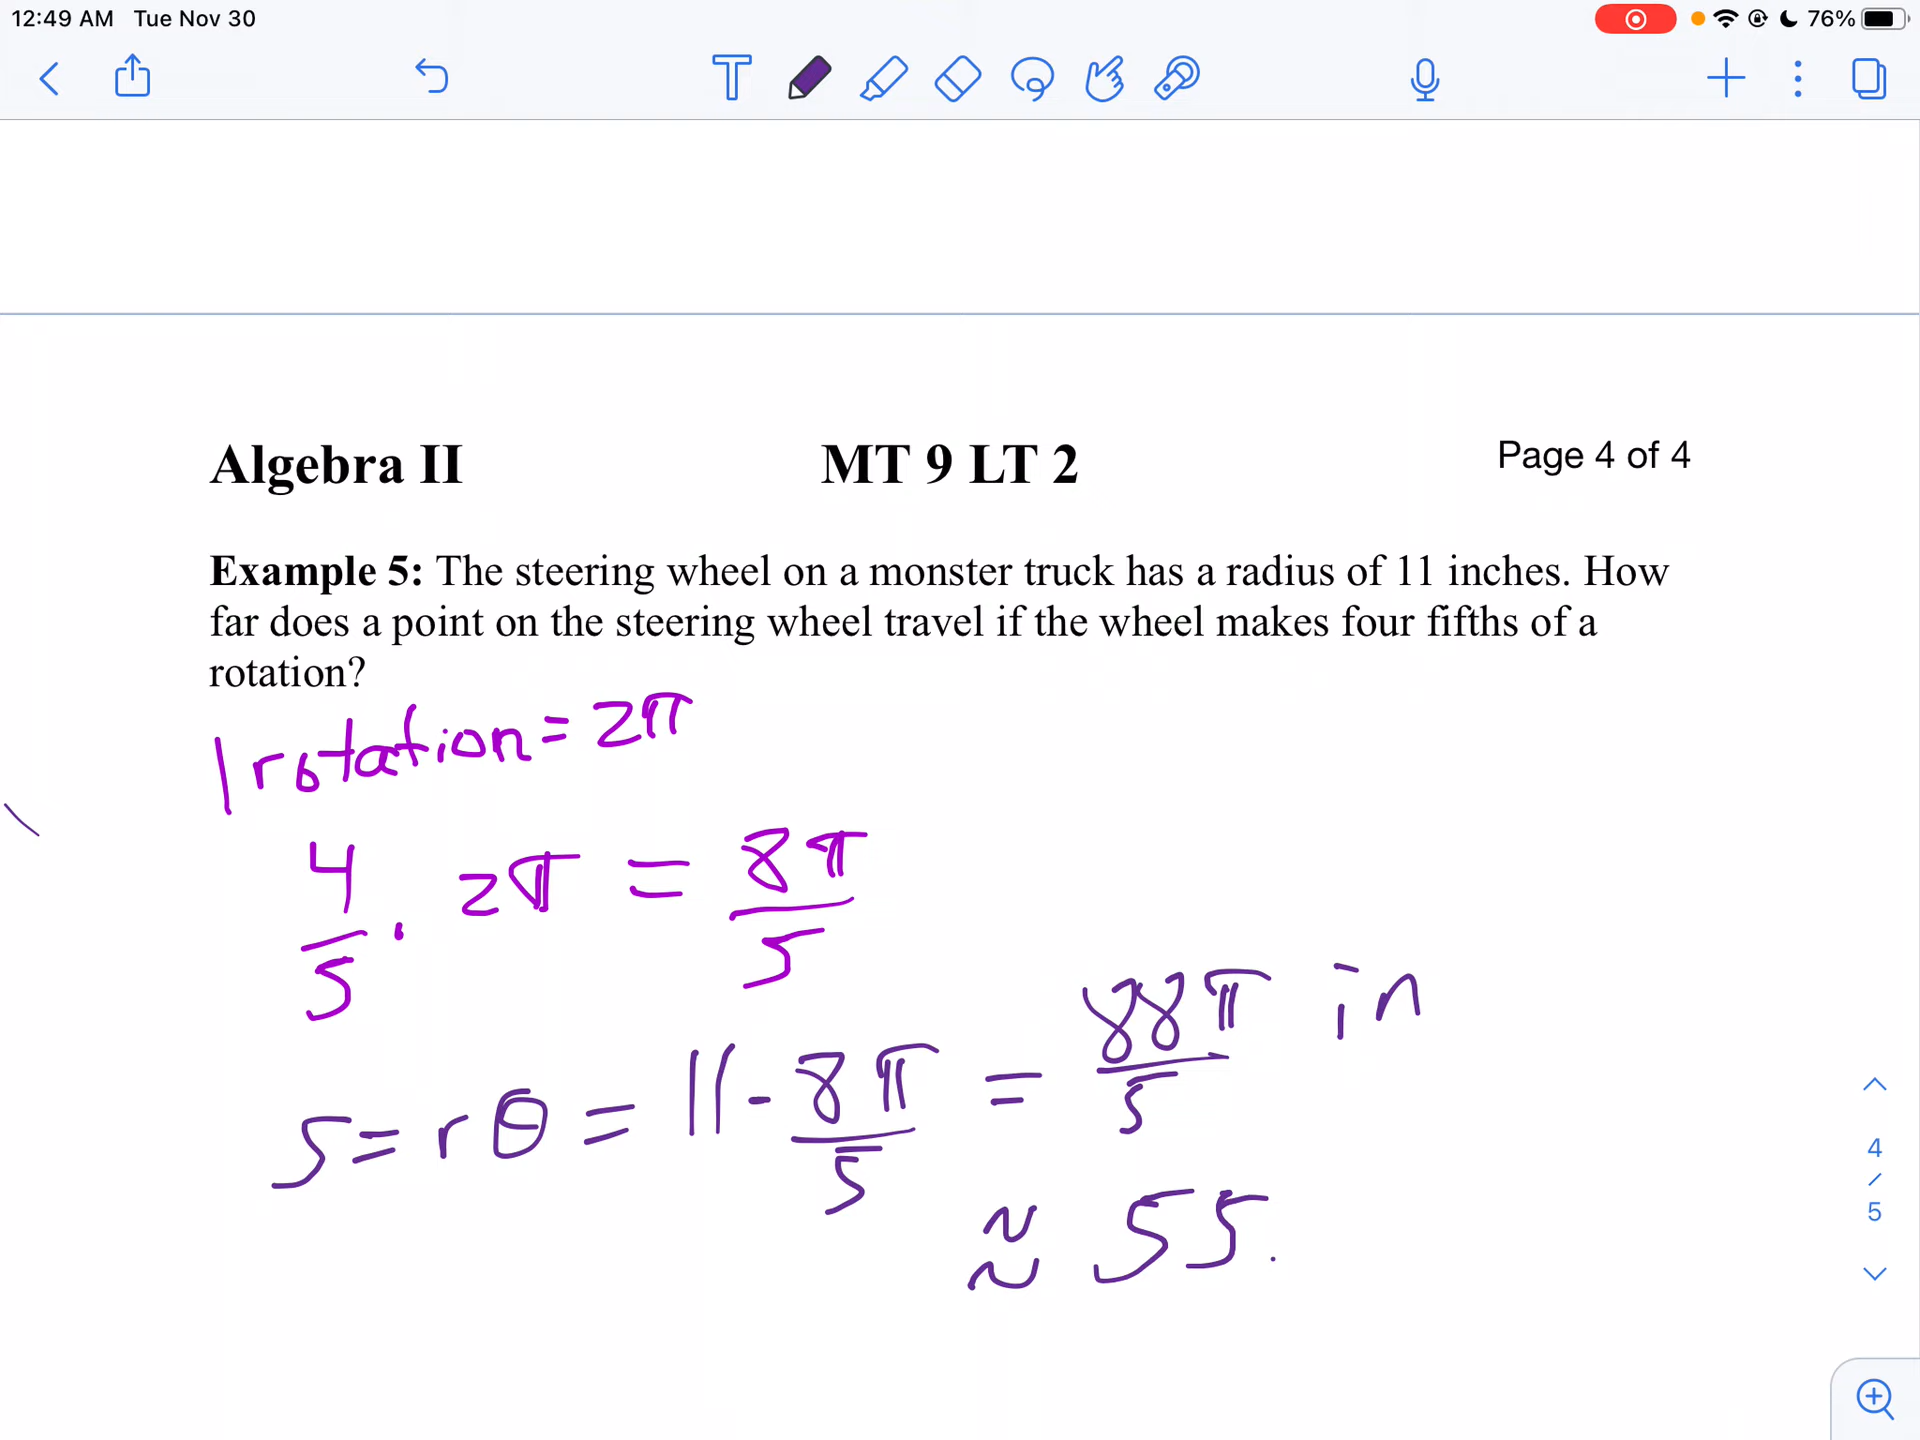 12:49 AM Tue Nov 30
76%
T
Algebra II MT 9 LT 2 Page 4 of 4
Example 5: The steering wheel on a monster truck has a radius of 11 inches. How
far does a point on the steering wheel travel if the wheel makes four fifths of a
rotation?
1 rotation = 2π
4/5 · 2π = 8π/5
s = rθ = 11 · 8π/5 = 88π/5 in
≈ 55.
4
/
5